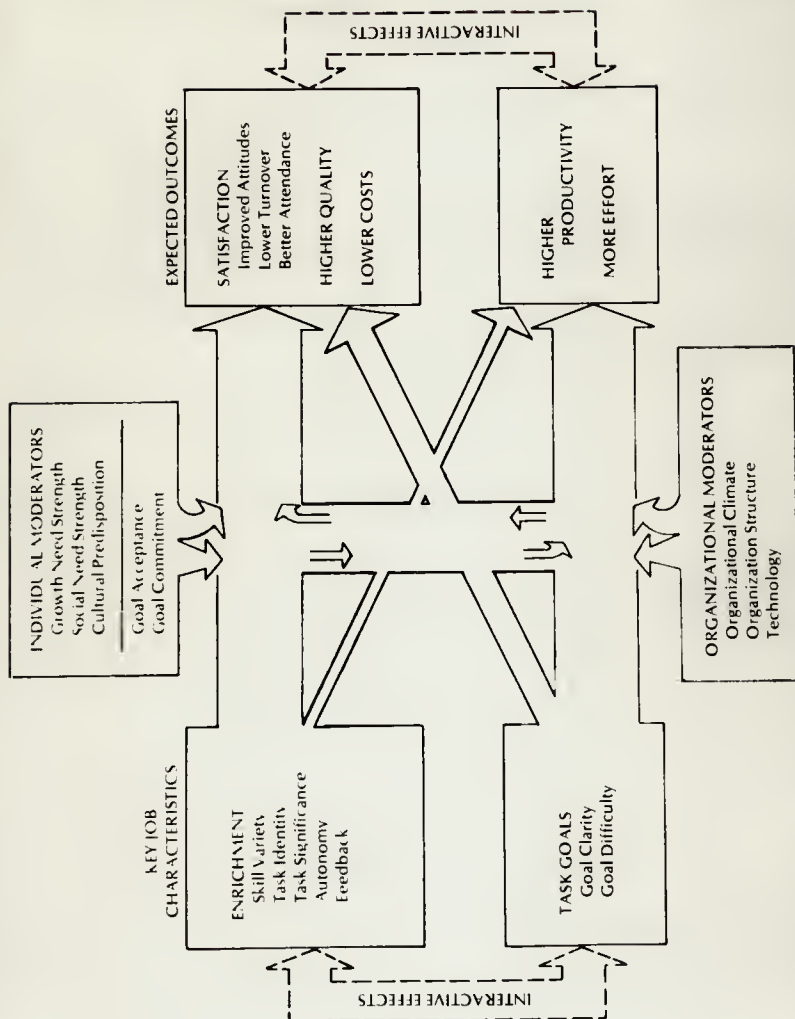 KEY JOB
CHARACTERISTICS
ENRICHMENT
Skill Variety
Task Identity
Task Significance
Autonomy
Feedback
TASK GOALS
Goal Clarity
Goal Difficulty
INTERACTIVE EFFECTS
INDIVIDUAL MODERATORS
Growth Need Strength
Social Need Strength
Cultural Predisposition
Goal Acceptance
Goal Commitment
ORGANIZATIONAL MODERATORS
Organizational Climate
Organization Structure
Technology
EXPECTED OUTCOMES
SATISFACTION
Improved Attitudes
Lower Turnover
Better Attendance
HIGHER QUALITY
LOWER COSTS
HIGHER
PRODUCTIVITY
MORE EFFORT
INTERACTIVE EFFECTS